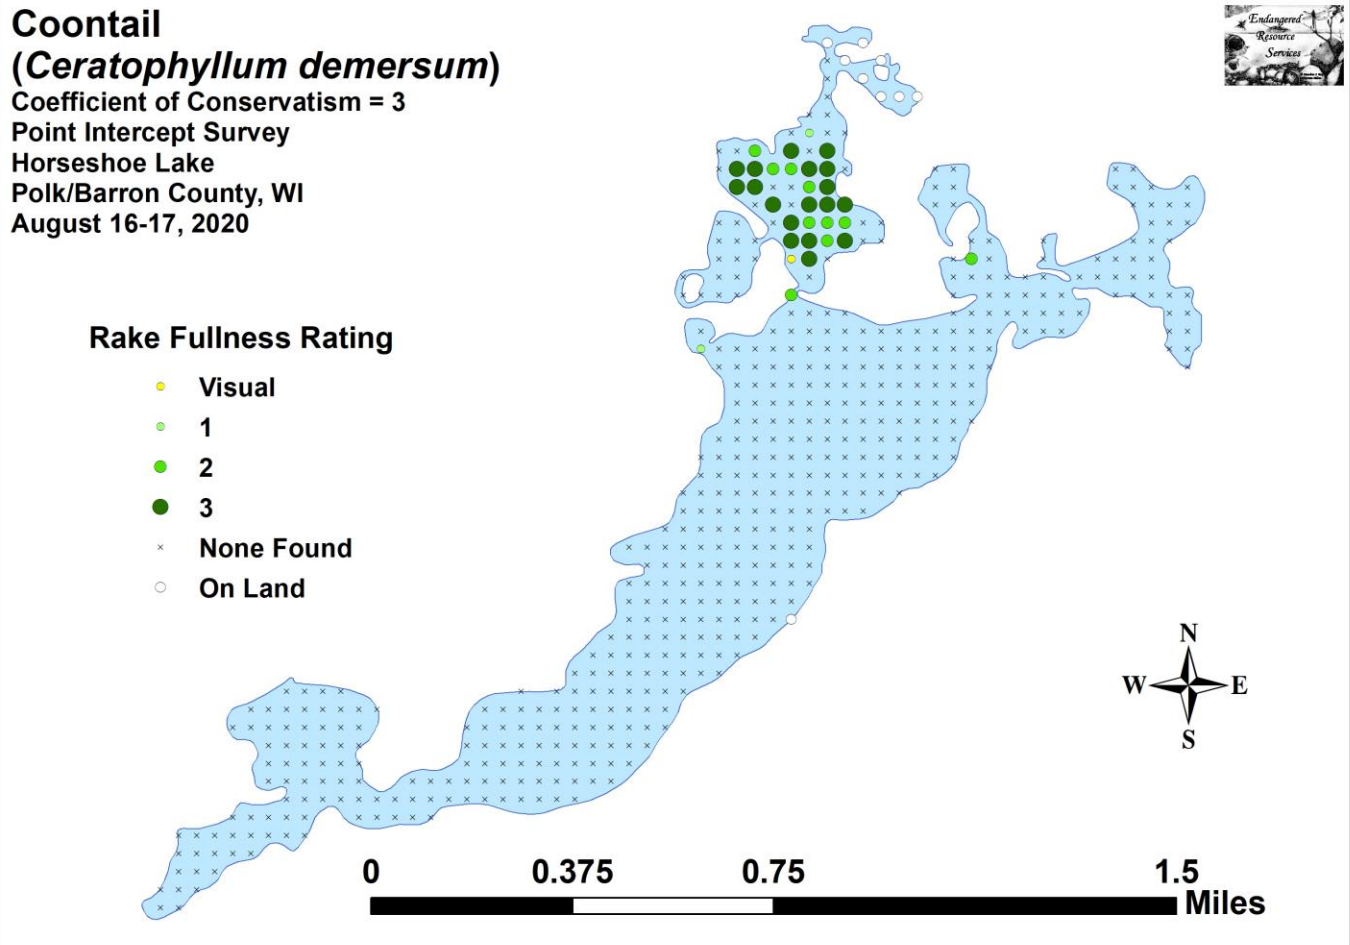 Coontail
(Ceratophyllum demersum)
Coefficient of Conservatism = 3
Point Intercept Survey
Horseshoe Lake
Polk/Barron County, WI
August 16-17, 2020
Endangered
Resource
Services
Rake Fullness Rating
Visual
1
2
3
None Found
On Land
N
W E
S
0 0.375 0.75 1.5
Miles